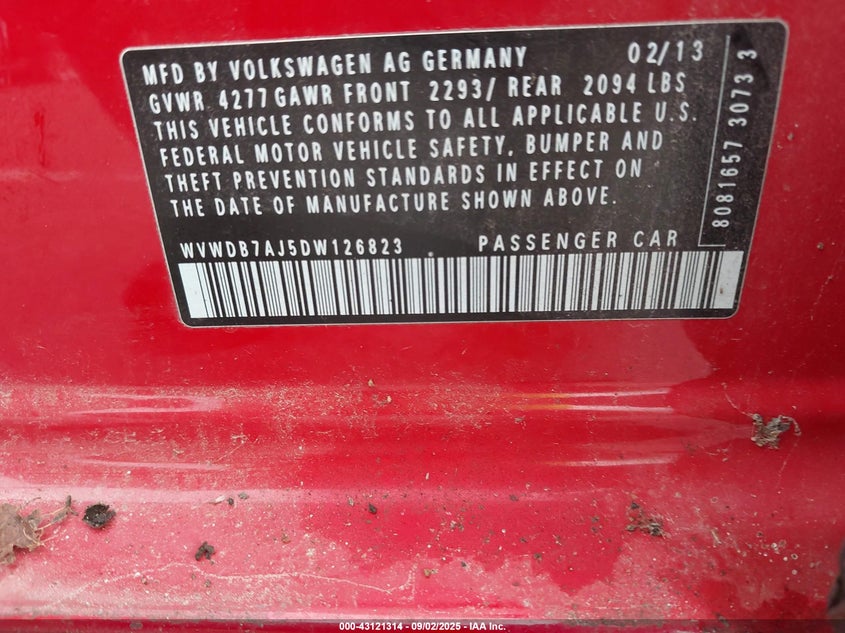 MFD BY VOLKSWAGEN AG GERMANY 02/13
GVWR 4277 GAWR FRONT 2293/ REAR 2094 LBS
THIS VEHICLE CONFORMS TO ALL APPLICABLE U.S.
FEDERAL MOTOR VEHICLE SAFETY, BUMPER AND
THEFT PREVENTION STANDARDS IN EFFECT ON
THE DATE OF MANUFACTURE SHOWN ABOVE.
WVWDB7AJ5DW126823 PASSENGER CAR
8081657 3073 3
000-43121314 - 09/02/2025 - IAA Inc.